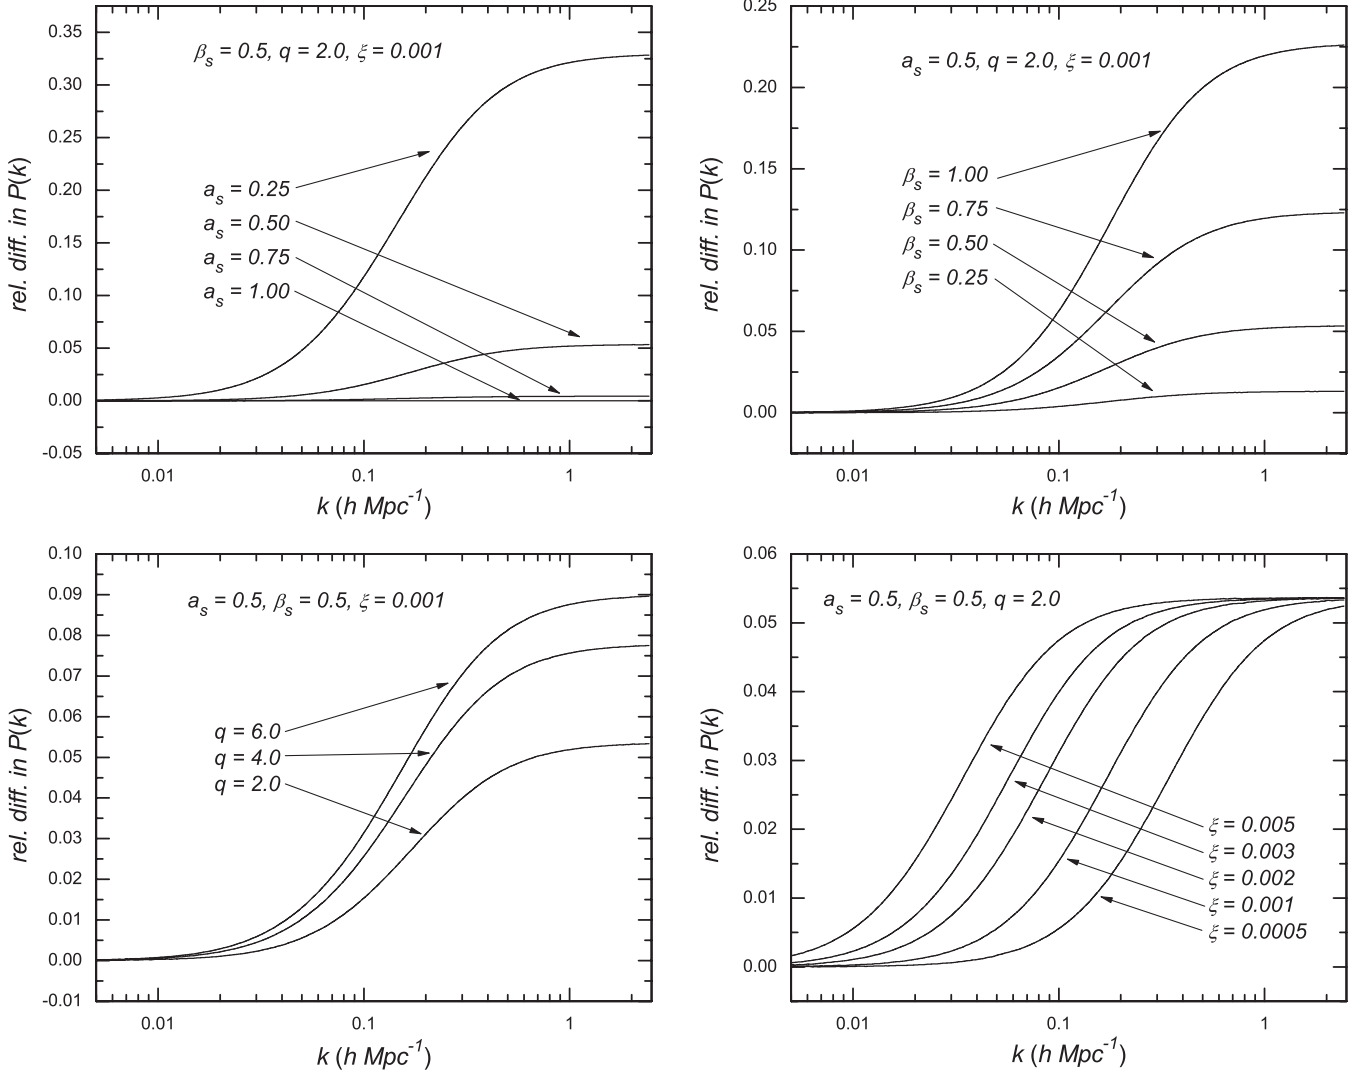 β_s = 0.5, q = 2.0, ξ = 0.001
0.35
0.30
0.25
0.20
0.15
0.10
0.05
0.00
-0.05
rel. diff. in P(k)
a_s = 0.25
a_s = 0.50
a_s = 0.75
a_s = 1.00
0.01 0.1 1
k (h Mpc^-1)
a_s = 0.5, q = 2.0, ξ = 0.001
0.25
0.20
0.15
0.10
0.05
0.00
rel. diff. in P(k)
β_s = 1.00
β_s = 0.75
β_s = 0.50
β_s = 0.25
0.01 0.1 1
k (h Mpc^-1)
a_s = 0.5, β_s = 0.5, ξ = 0.001
0.10
0.09
0.08
0.07
0.06
0.05
0.04
0.03
0.02
0.01
0.00
-0.01
rel. diff. in P(k)
q = 6.0
q = 4.0
q = 2.0
0.01 0.1 1
k (h Mpc^-1)
a_s = 0.5, β_s = 0.5, q = 2.0
0.06
0.05
0.04
0.03
0.02
0.01
0.00
rel. diff. in P(k)
ξ = 0.005
ξ = 0.003
ξ = 0.002
ξ = 0.001
ξ = 0.0005
0.01 0.1 1
k (h Mpc^-1)